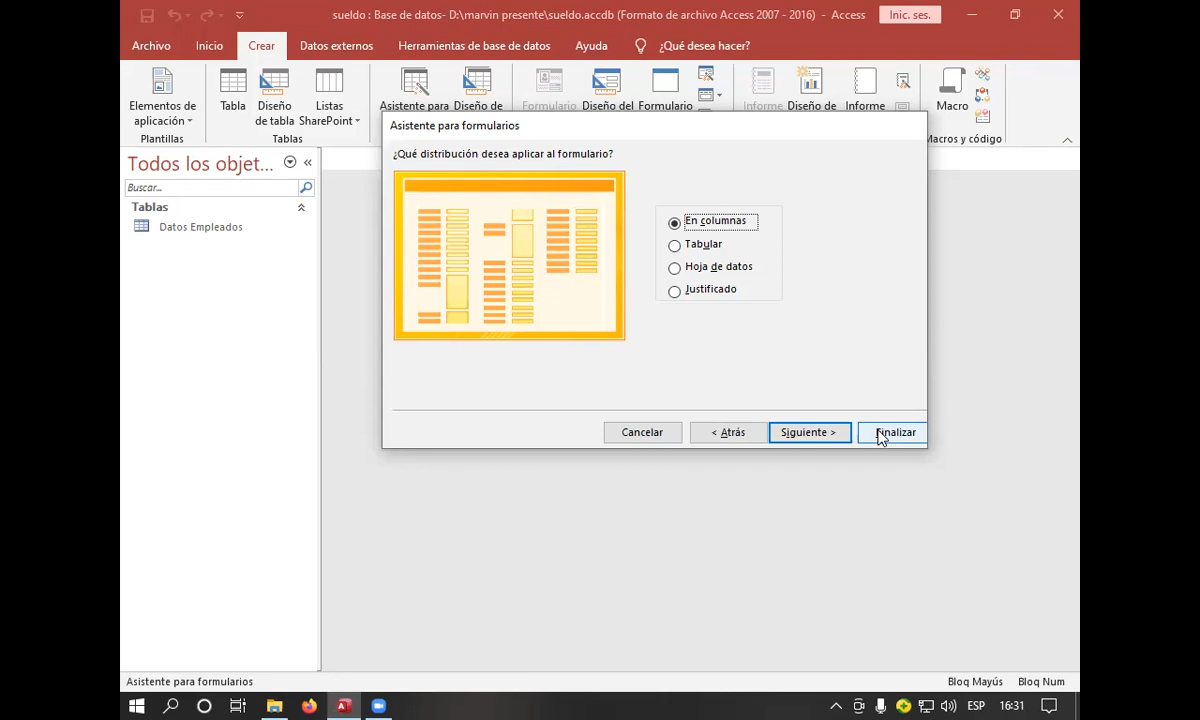 sueldo : Base de datos- D:\marvin presente\sueldo.accdb (Formato de archivo Access 2007 - 2016) - Access
Inic. ses.
Archivo Inicio Crear Datos externos Herramientas de base de datos Ayuda ¿Qué desea hacer?
Elementos de aplicación
Tabla
Diseño de tabla
Listas SharePoint
Asistente para
Diseño de
Formulario
Diseño del
Formulario
Informe
Diseño de
Informe
Macro
Plantillas
Tablas
Macros y código
Asistente para formularios
¿Qué distribución desea aplicar al formulario?
En columnas
Tabular
Hoja de datos
Justificado
Cancelar
< Atrás
Siguiente >
Finalizar
Todos los objet... «
Buscar...
Tablas
Datos Empleados
Asistente para formularios
Bloq Mayús Bloq Num
ESP 16:31